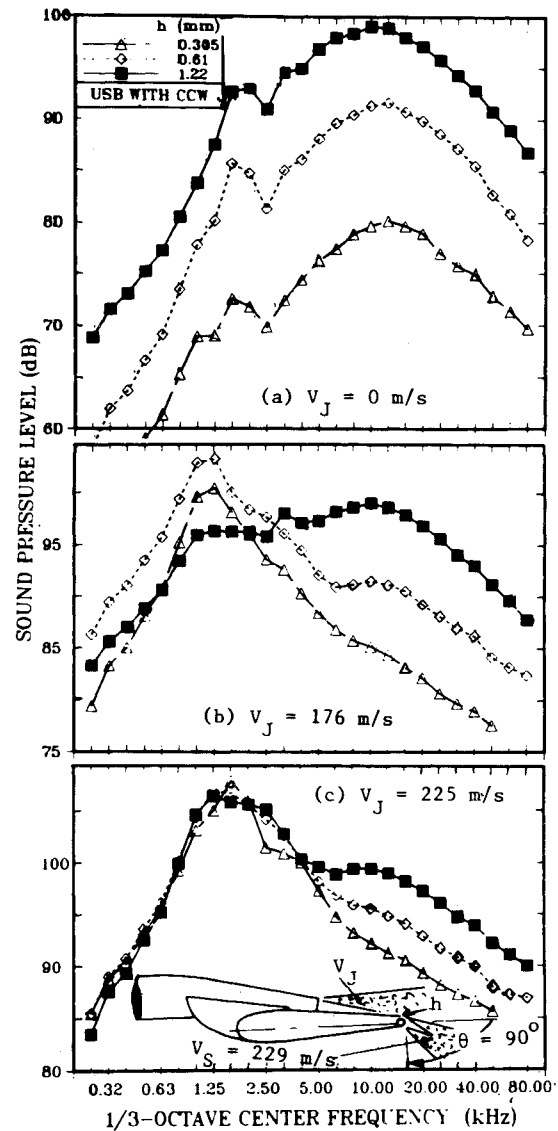 100
h (mm)
0.305
0.61
1.22
USB WITH CCW
90
80
70
(a) V_J = 0 m/s
60
95
85
(b) V_J = 176 m/s
75
(c) V_J = 225 m/s
100
90
V_J
h
V_S = 229 m/s
θ = 90°
80
0.32 0.63 1.25 2.50 5.00 10.00 20.00 40.00 80.00
1/3-OCTAVE CENTER FREQUENCY (kHz)
SOUND PRESSURE LEVEL (dB)